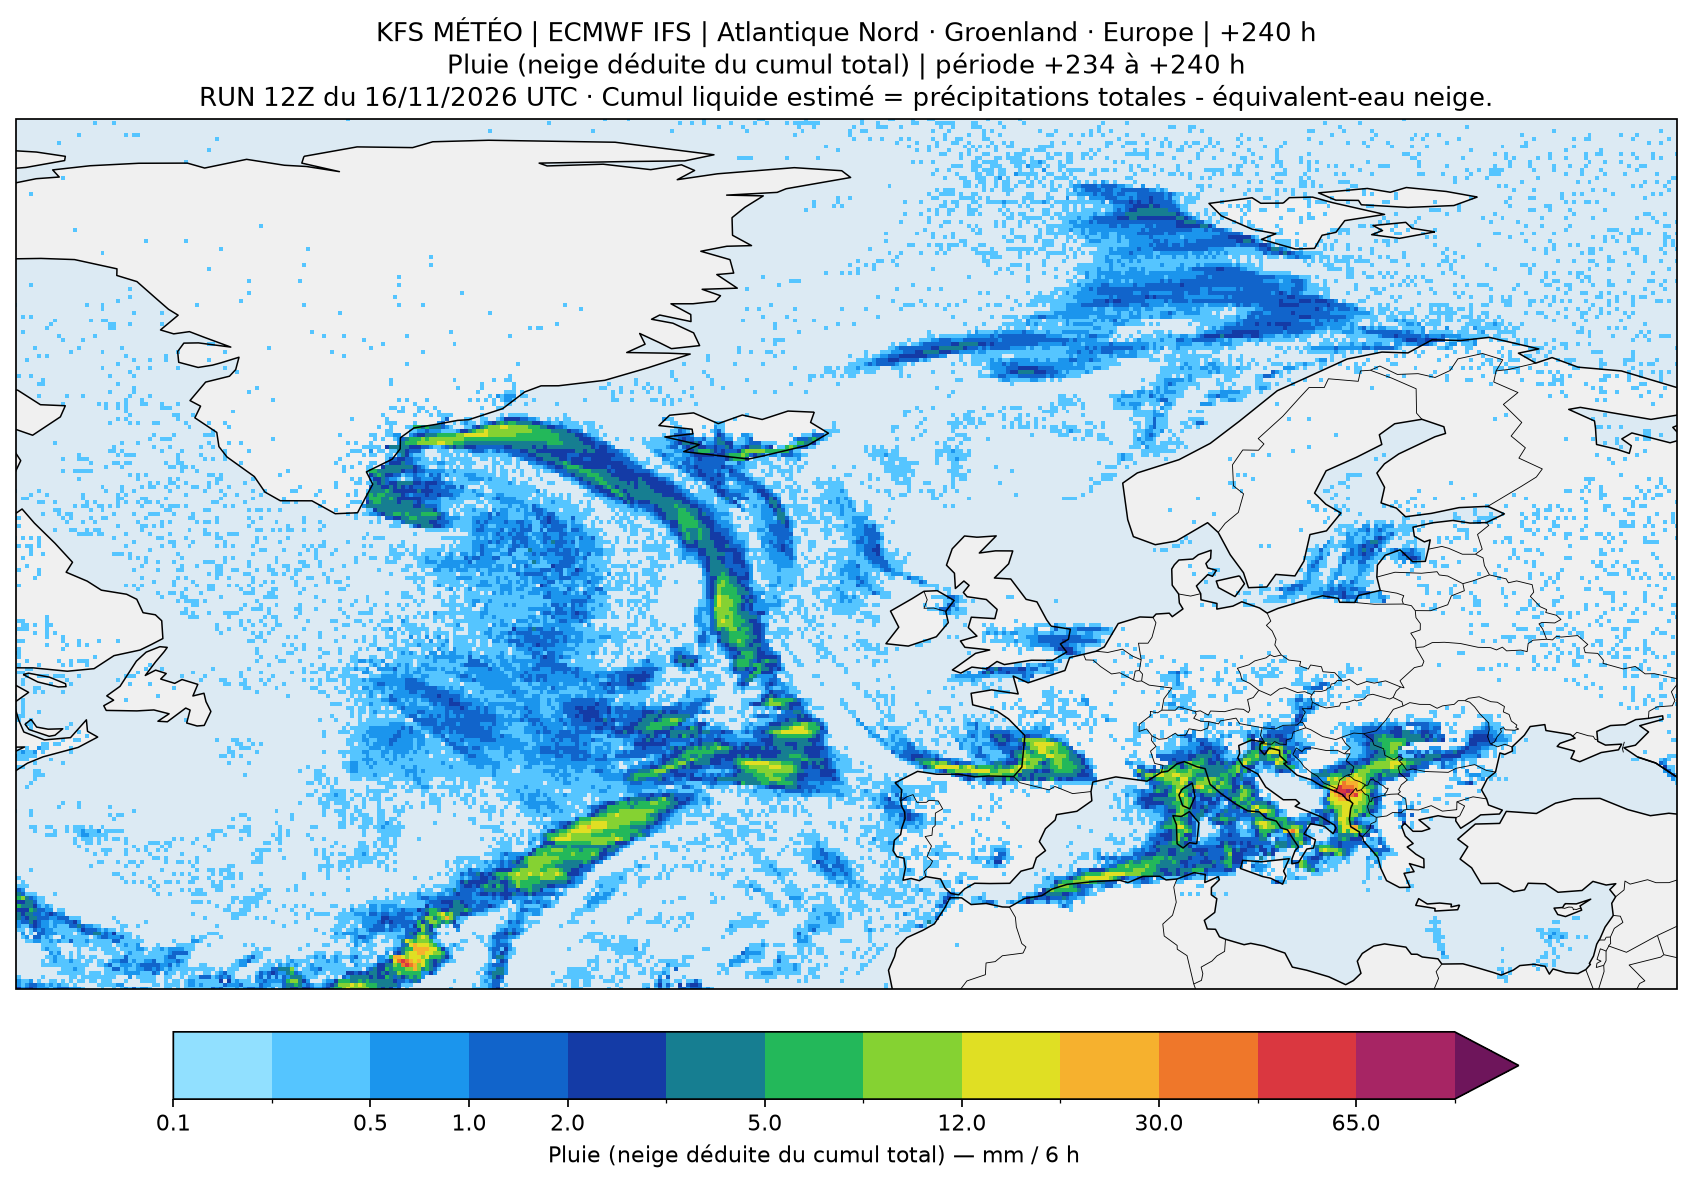 KFS MÉTÉO | ECMWF IFS | Atlantique Nord · Groenland · Europe | +240 h
Pluie (neige déduite du cumul total) | période +234 à +240 h
RUN 12Z du 16/11/2026 UTC · Cumul liquide estimé = précipitations totales - équivalent-eau neige.
0.1 0.5 1.0 2.0 5.0 12.0 30.0 65.0
Pluie (neige déduite du cumul total) — mm / 6 h